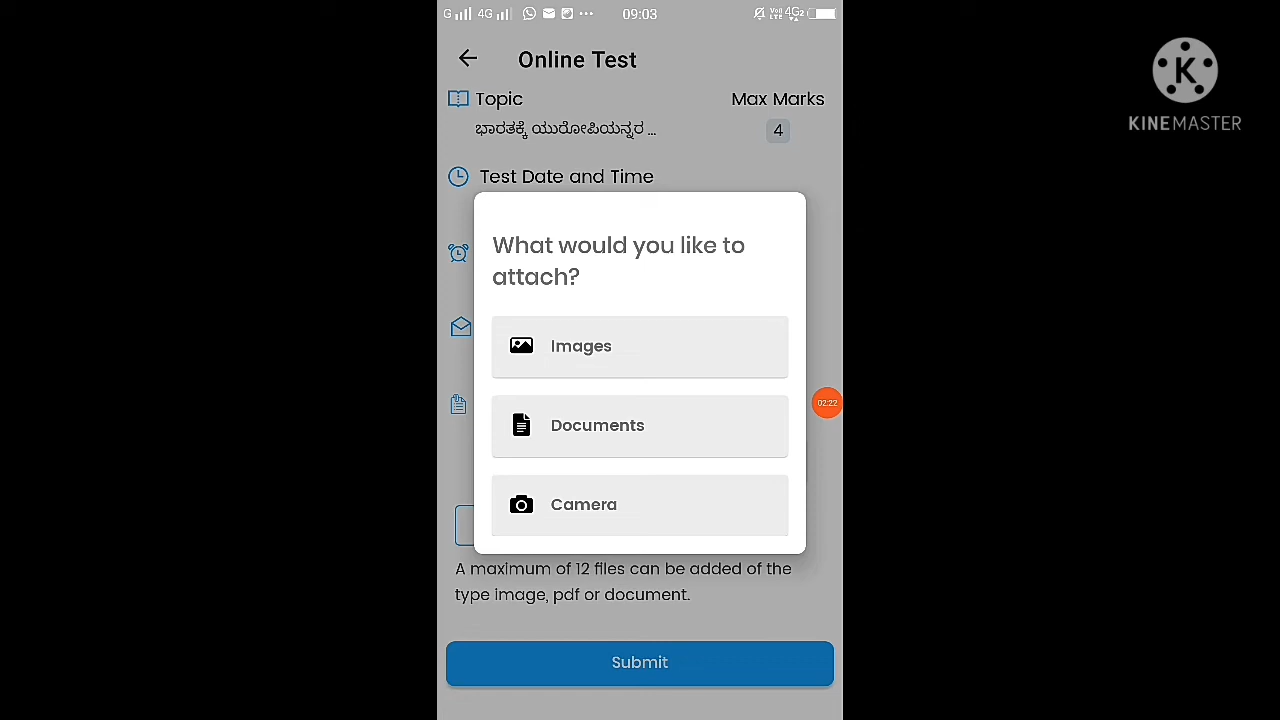 G 4G 09:03 4G2
Online Test
Topic Max Marks
ಭಾರತಕ್ಕೆ ಯುರೋಪಿಯನ್ನರ ... 4
Test Date and Time
What would you like to
attach?
Images
Documents
Camera
02:22
A maximum of 12 files can be added of the
type image, pdf or document.
Submit
K
KINEMASTER